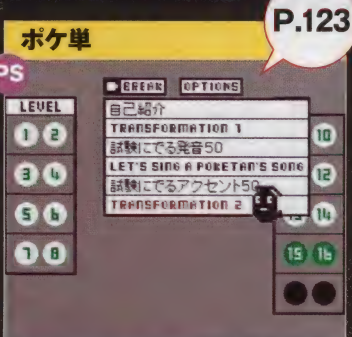 P.123
ポケ単
PS
BREAK OPTIONS
LEVEL
自己紹介
TRANSFORMATION 1
試験にでる発音50
LET'S SING A POKETAN'S SONG
試験にでるアクセント50
TRANSFORMATION 2
1 2
10
3 4
12
5 6
14
7 8
15 16